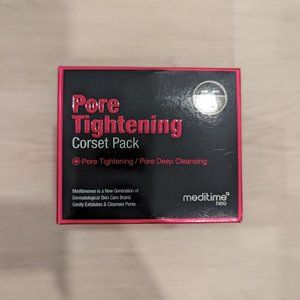 Pore
Tightening
Corset Pack
Pore Tightening / Pore Deep Cleansing
Meditimeneo is a New Generation of
Dermatological Skin Care Brand.
Gently Exfoliates & Cleanses Pores.
meditime
neo